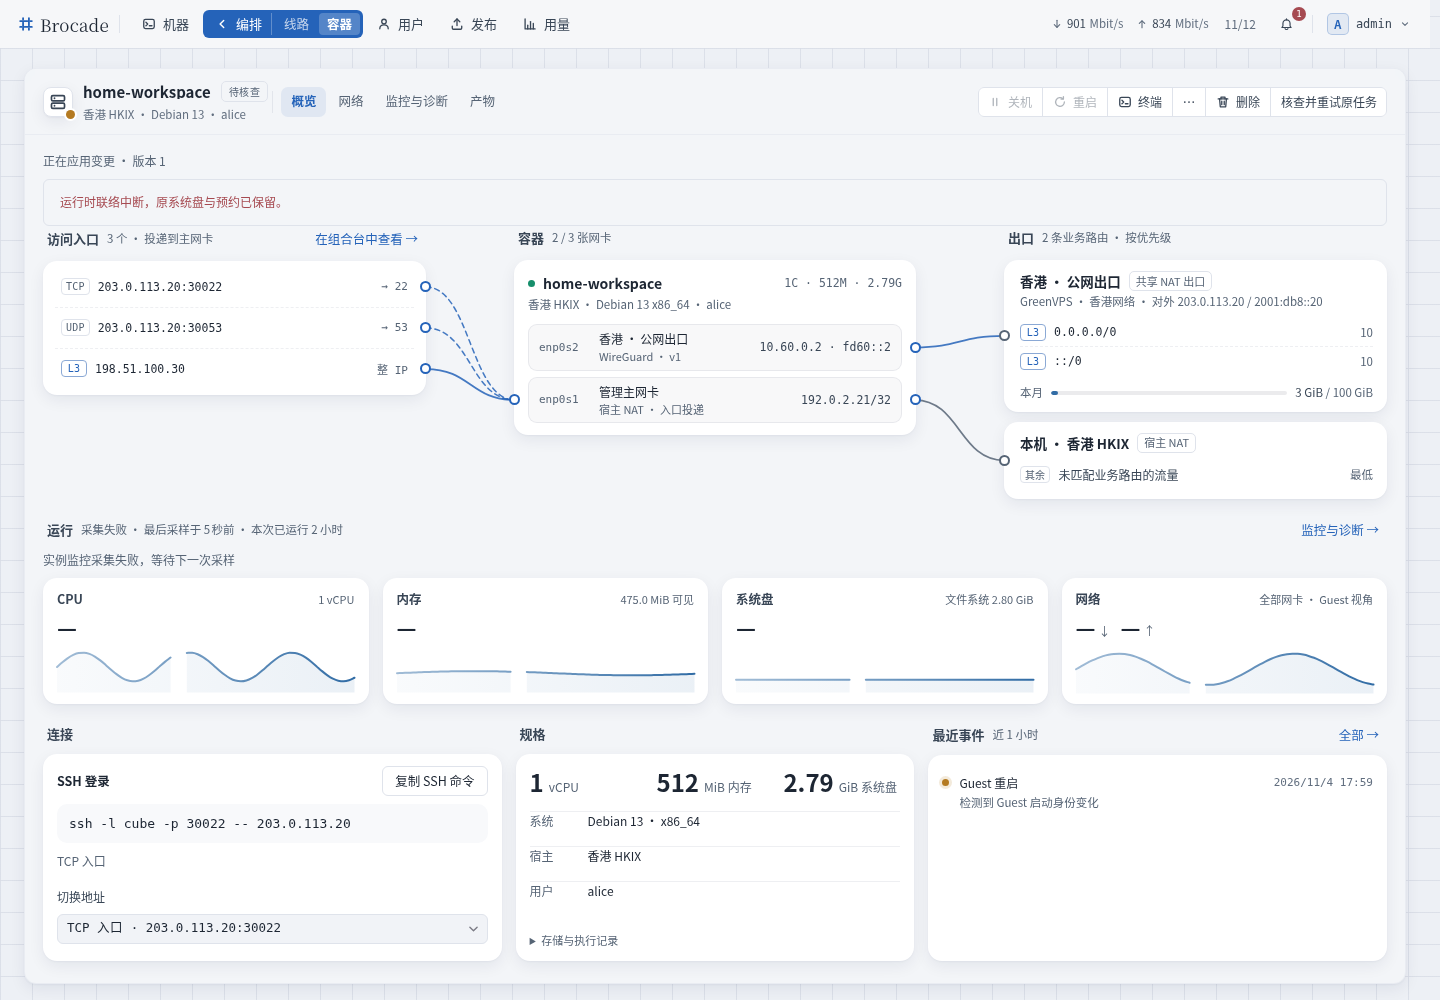 Brocade
机器
编排
线路
容器
用户
发布
用量
↓ 901 Mbit/s
↑ 834 Mbit/s
11/12
1
A
admin
home-workspace
待核查
香港 HKIX • Debian 13 • alice
概览
网络
监控与诊断
产物
关机
重启
终端
···
删除
核查并重试原任务
正在应用变更 • 版本 1
运行时联络中断，原系统盘与预约已保留。
访问入口 3 个 • 投递到主网卡
在组合台中查看 →
TCP 203.0.113.20:30022 → 22
UDP 203.0.113.20:30053 → 53
L3 198.51.100.30 整 IP
容器 2 / 3 张网卡
home-workspace 1C · 512M · 2.79G
香港 HKIX • Debian 13 x86_64 • alice
enp0s2 香港 • 公网出口 10.60.0.2 · fd60::2
WireGuard • v1
enp0s1 管理主网卡 192.0.2.21/32
宿主 NAT • 入口投递
出口 2 条业务路由 • 按优先级
香港 • 公网出口 共享 NAT 出口
GreenVPS • 香港网络 • 对外 203.0.113.20 / 2001:db8::20
L3 0.0.0.0/0 10
L3 ::/0 10
本月 3 GiB / 100 GiB
本机 • 香港 HKIX 宿主 NAT
其余 未匹配业务路由的流量 最低
运行 采集失败 • 最后采样于 5 秒前 • 本次已运行 2 小时
监控与诊断 →
实例监控采集失败，等待下一次采样
CPU 1 vCPU
—
内存 475.0 MiB 可见
—
系统盘 文件系统 2.80 GiB
—
网络 全部网卡 • Guest 视角
— ↓ — ↑
连接
SSH 登录
复制 SSH 命令
ssh -l cube -p 30022 -- 203.0.113.20
TCP 入口
切换地址
TCP 入口 · 203.0.113.20:30022
规格
1 vCPU 512 MiB 内存 2.79 GiB 系统盘
系统 Debian 13 • x86_64
宿主 香港 HKIX
用户 alice
▶ 存储与执行记录
最近事件 近 1 小时
全部 →
Guest 重启 2026/11/4 17:59
检测到 Guest 启动身份变化